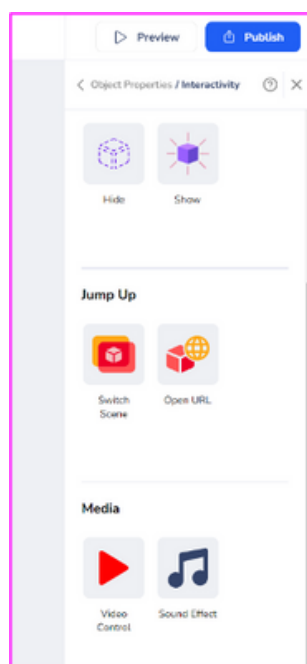 Preview
Publish
Object Properties / Interactivity
Hide
Show
Jump Up
Switch
Scene
Open URL
Media
Video
Control
Sound Effect